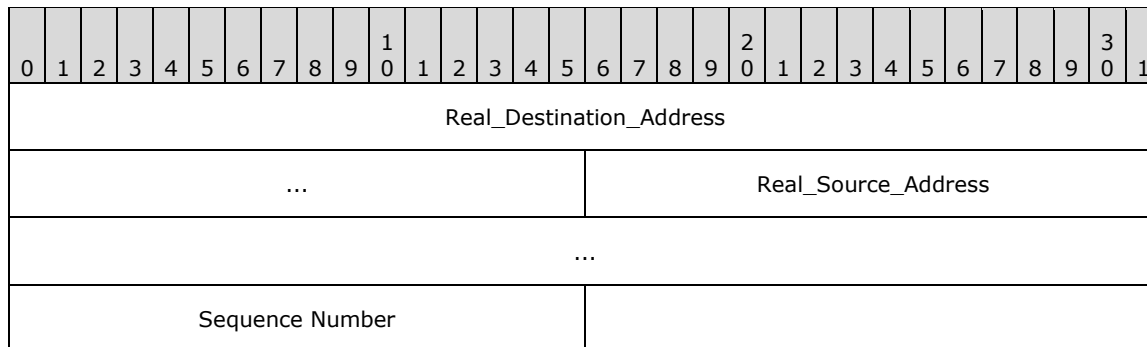 1 2 3
0 1 2 3 4 5 6 7 8 9 0 1 2 3 4 5 6 7 8 9 0 1 2 3 4 5 6 7 8 9 0 1
Real_Destination_Address
... Real_Source_Address
...
Sequence Number